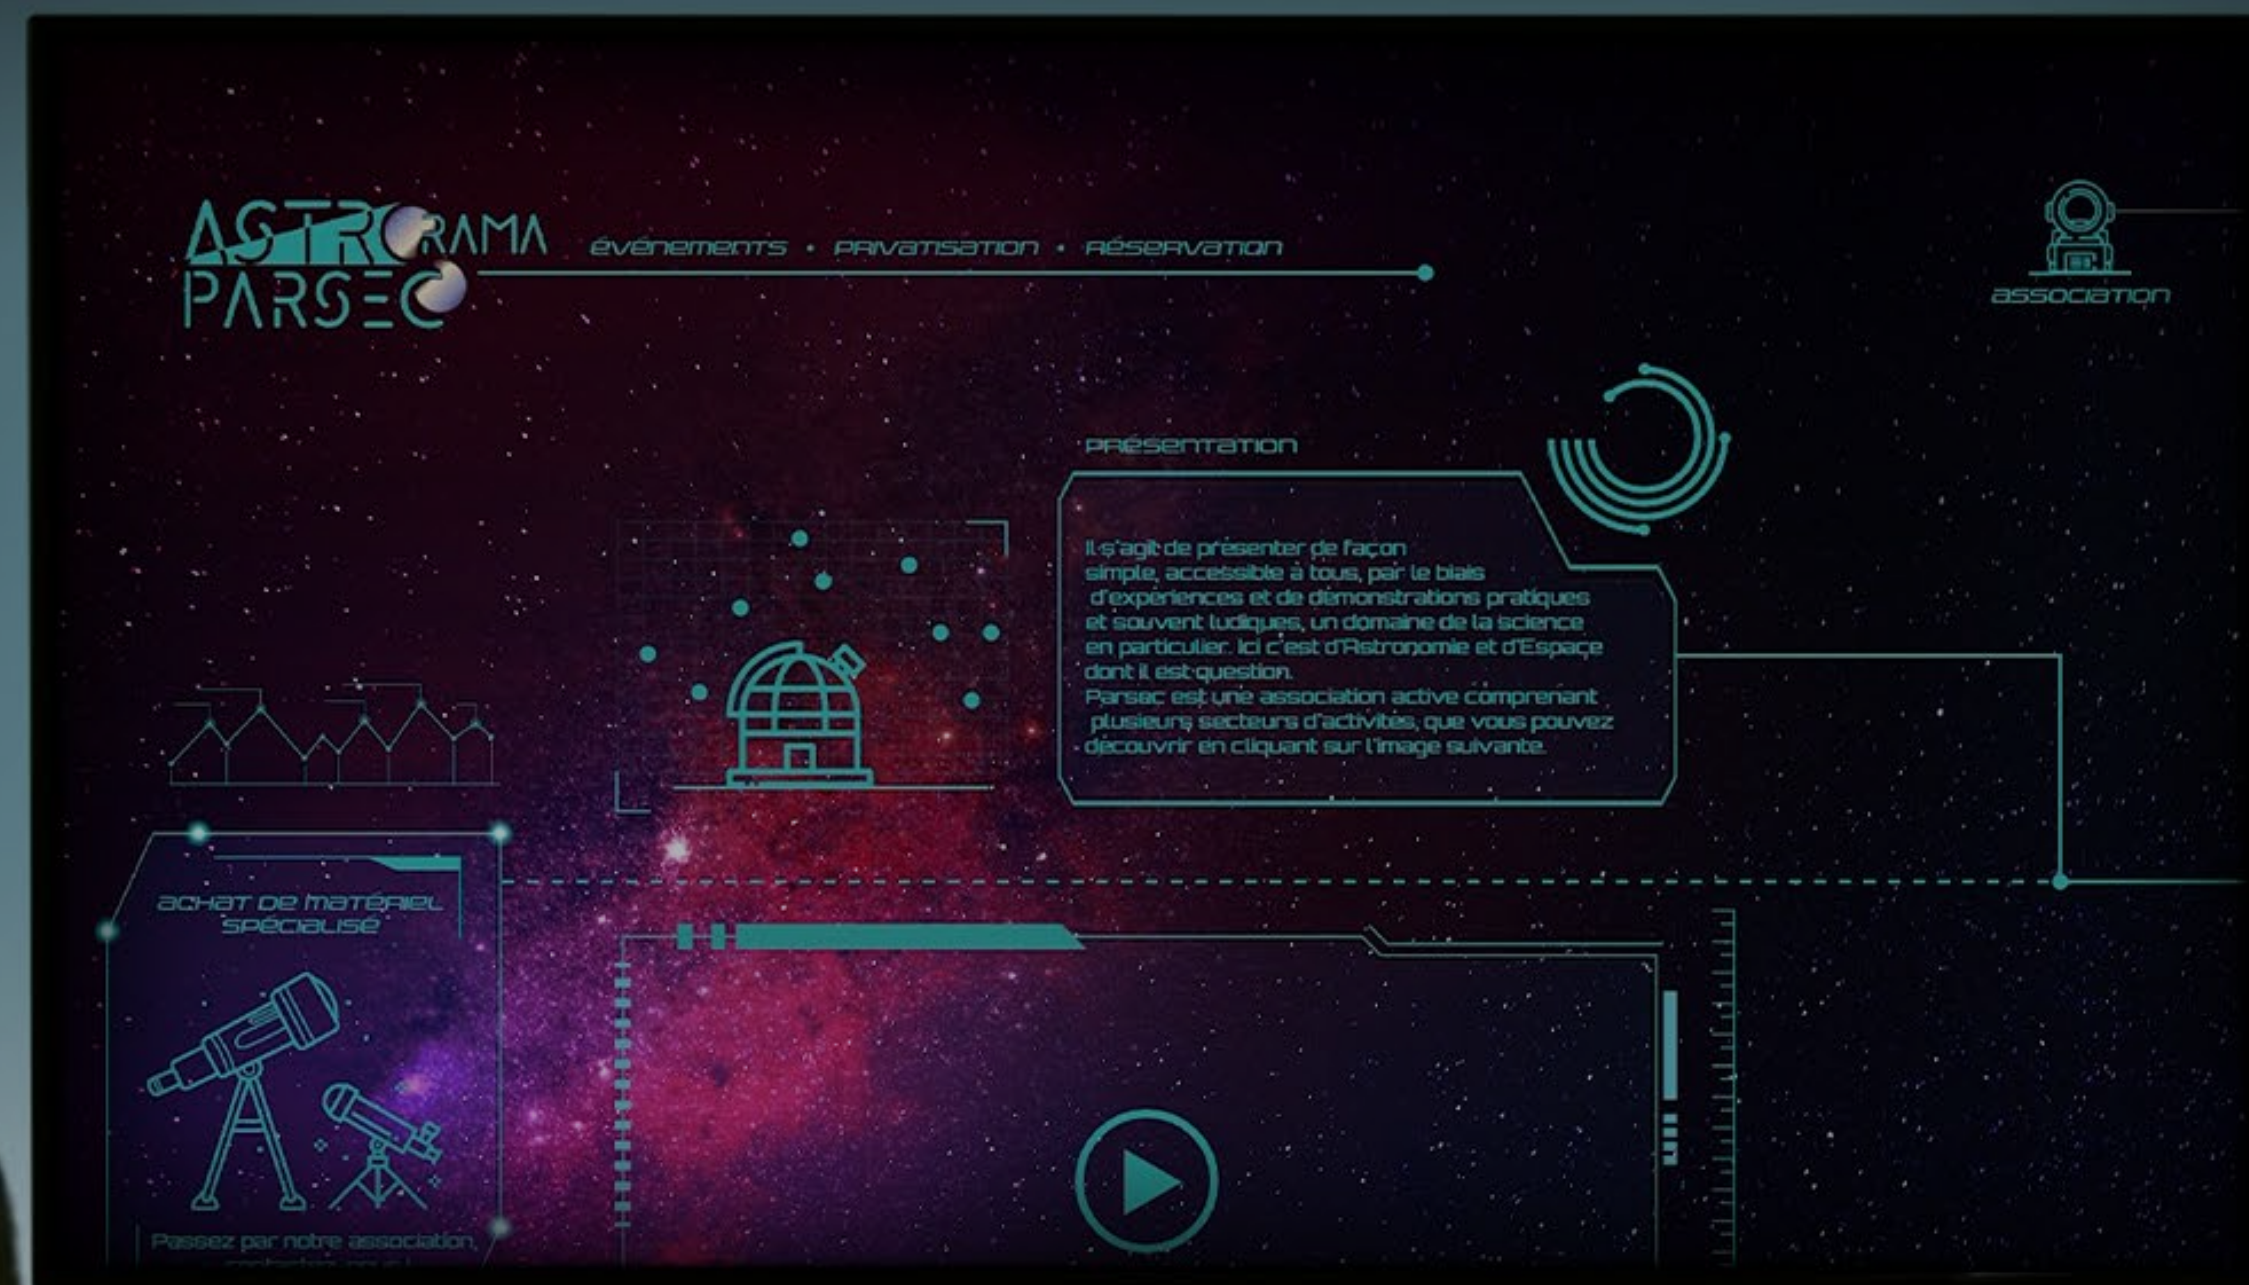 ASTRORAMA
PARSEC
événements • Privatisation • Réservation
association
Présentation
Il s'agit de présenter de façon
simple, accessible à tous, par le biais
d'expériences et de démonstrations pratiques
et souvent ludiques, un domaine de la science
en particulier. Ici c'est d'Astronomie et d'Espace
dont il est question.
Parsec est une association active comprenant
plusieurs secteurs d'activités, que vous pouvez
découvrir en cliquant sur l'image suivante.
achat de matériel
spécialisé
Passez par notre association,